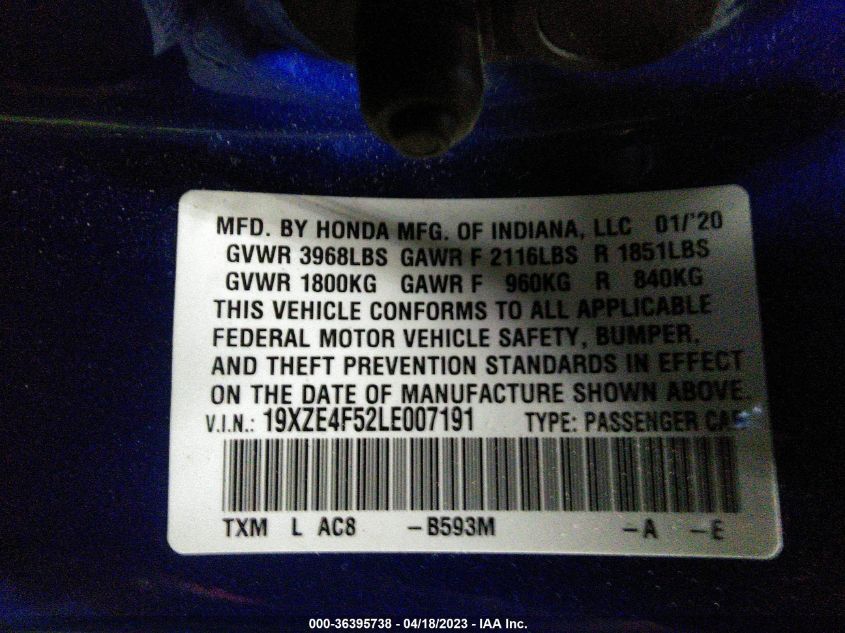 MFD. BY HONDA MFG. OF INDIANA, LLC 01/'20
GVWR 3968LBS GAWR F 2116LBS R 1851LBS
GVWR 1800KG GAWR F 960KG R 840KG
THIS VEHICLE CONFORMS TO ALL APPLICABLE
FEDERAL MOTOR VEHICLE SAFETY, BUMPER,
AND THEFT PREVENTION STANDARDS IN EFFECT
ON THE DATE OF MANUFACTURE SHOWN ABOVE.
V.I.N.: 19XZE4F52LE007191 TYPE: PASSENGER CAR
TXM L AC8 -B593M -A -E
000-36395738 - 04/18/2023 - IAA Inc.